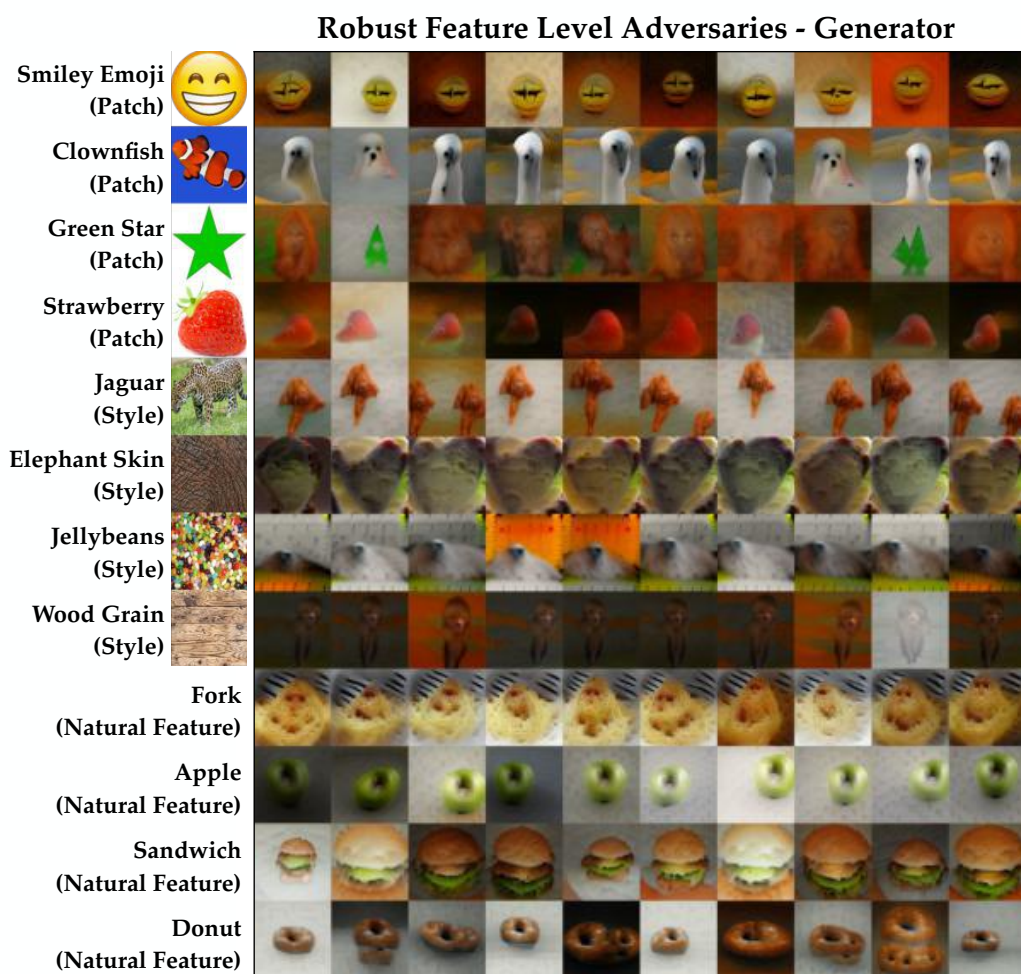 Robust Feature Level Adversaries - Generator
Smiley Emoji
(Patch)
Clownfish
(Patch)
Green Star
(Patch)
Strawberry
(Patch)
Jaguar
(Style)
Elephant Skin
(Style)
Jellybeans
(Style)
Wood Grain
(Style)
Fork
(Natural Feature)
Apple
(Natural Feature)
Sandwich
(Natural Feature)
Donut
(Natural Feature)